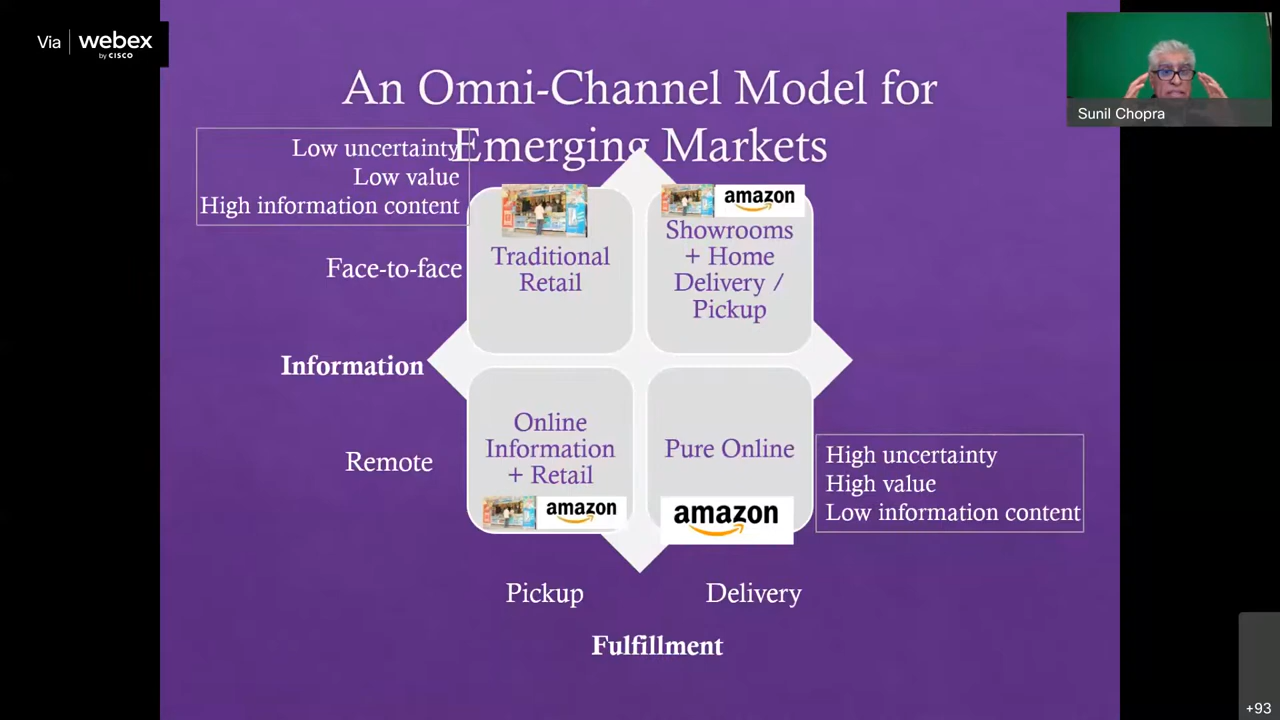 Via webex
by CISCO
Sunil Chopra
An Omni-Channel Model for
Emerging Markets
Low uncertainty
Low value
High information content
amazon
Traditional
Retail
Showrooms
+ Home
Delivery /
Pickup
Face-to-face
Information
Online
Information
+ Retail
amazon
Pure Online
amazon
Remote
High uncertainty
High value
Low information content
Pickup
Delivery
Fulfillment
+93